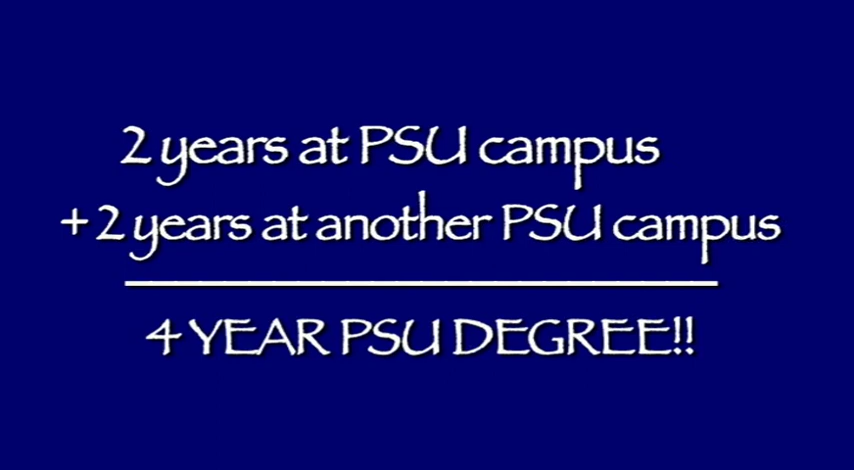 2 years at PSU campus
+ 2 years at another PSU campus
4 YEAR PSU DEGREE!!